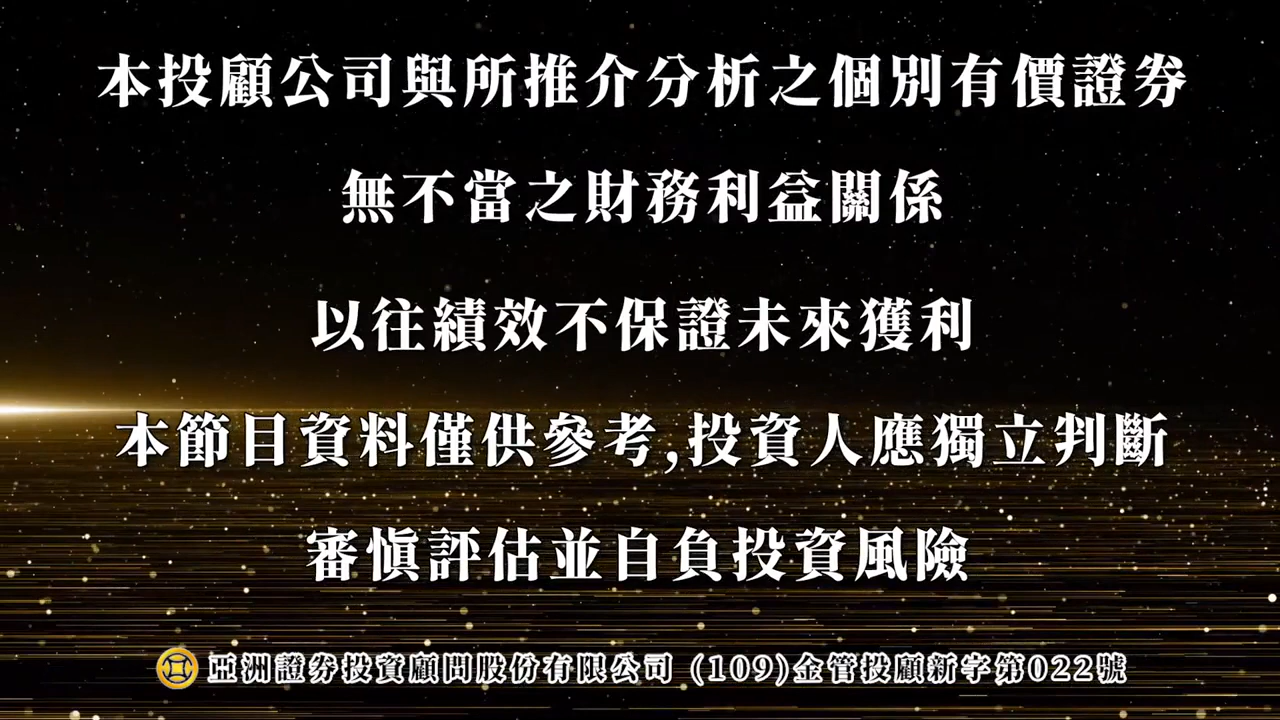 本投顧公司與所推介分析之個別有價證券
無不當之財務利益關係
以往績效不保證未來獲利
本節目資料僅供參考,投資人應獨立判斷
審慎評估並自負投資風險
亞洲證券投資顧問股份有限公司 (109)金管投顧新字第022號